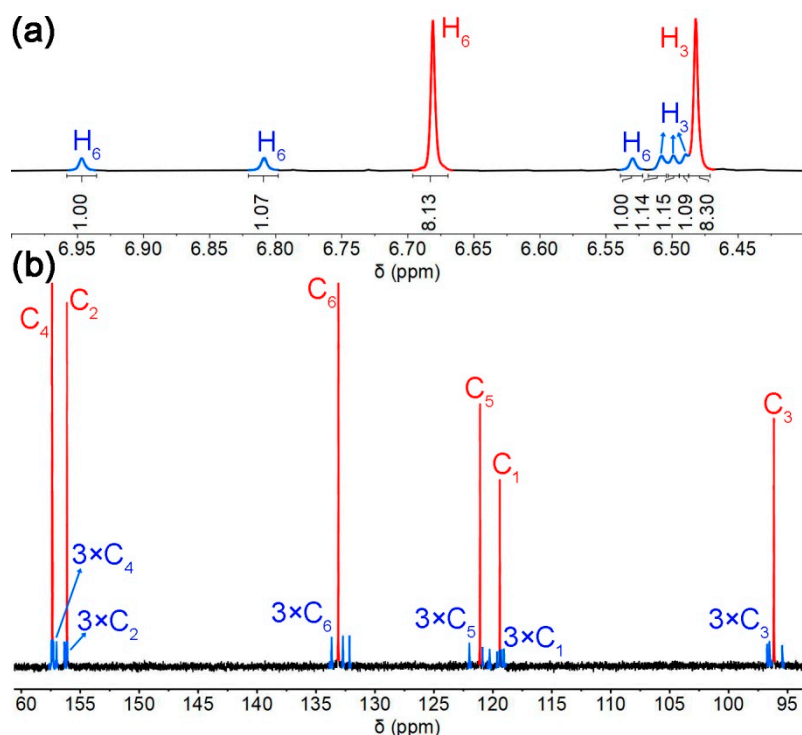 (a)
H₆
H₃
H₆
H₆
H₆
H₃
1.00
1.07
8.13
1.00
1.14
1.15
1.09
8.30
6.95 6.90 6.85 6.80 6.75 6.70 6.65 6.60 6.55 6.50 6.45
δ (ppm)
(b)
C₄
C₂
C₆
C₅
C₁
C₃
3×C₄
3×C₂
3×C₆
3×C₅
3×C₁
3×C₃
60 155 150 145 140 135 130 125 120 115 110 105 100 95
δ (ppm)